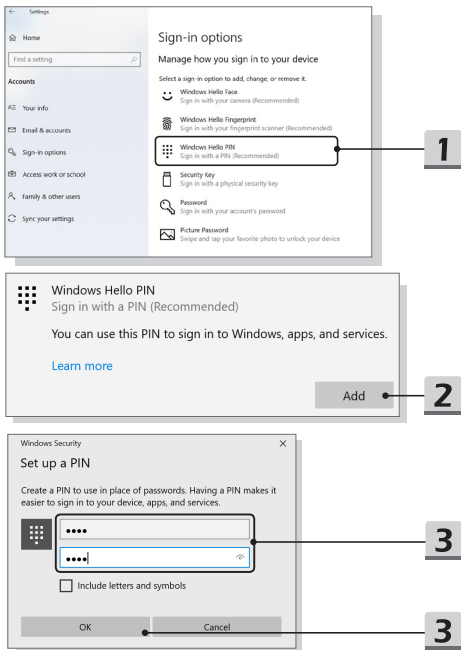 Settings
Home
Find a setting
Accounts
Your info
Email & accounts
Sign-in options
Access work or school
Family & other users
Sync your settings
Sign-in options
Manage how you sign in to your device
Select a sign-in option to add, change, or remove it.
Windows Hello Face
Sign in with your camera (Recommended)
Windows Hello Fingerprint
Sign in with your fingerprint scanner (Recommended)
Windows Hello PIN
Sign in with a PIN (Recommended)
Security Key
Sign in with a physical security key
Password
Sign in with your account's password
Picture Password
Swipe and tap your favorite photo to unlock your device
1
Windows Hello PIN
Sign in with a PIN (Recommended)
You can use this PIN to sign in to Windows, apps, and services.
Learn more
Add
2
Windows Security
Set up a PIN
Create a PIN to use in place of passwords. Having a PIN makes it
easier to sign in to your device, apps, and services.
3
Include letters and symbols
OK
Cancel
3